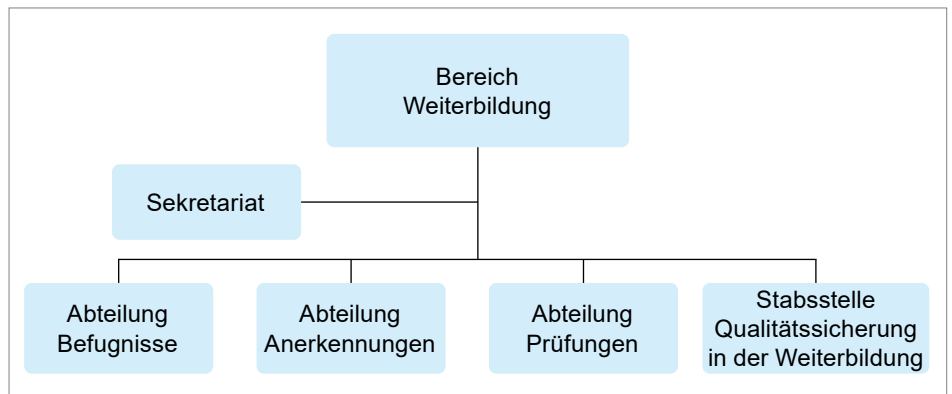 Bereich
Weiterbildung
Sekretariat
Abteilung
Befugnisse
Abteilung
Anerkennungen
Abteilung
Prüfungen
Stabsstelle
Qualitätssicherung
in der Weiterbildung